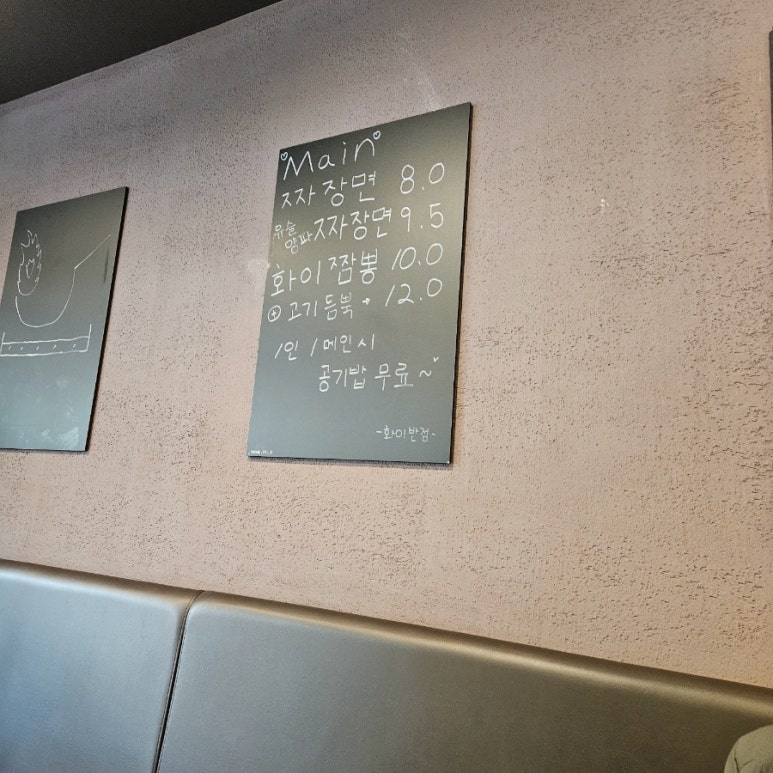 Main
짜장면 8.0
유슬양파 짜장면 9.5
화이짬뽕 10.0
⊕ 고기듬뿍 → 12.0
1인 1메인시
공기밥 무료~
-화이반점-